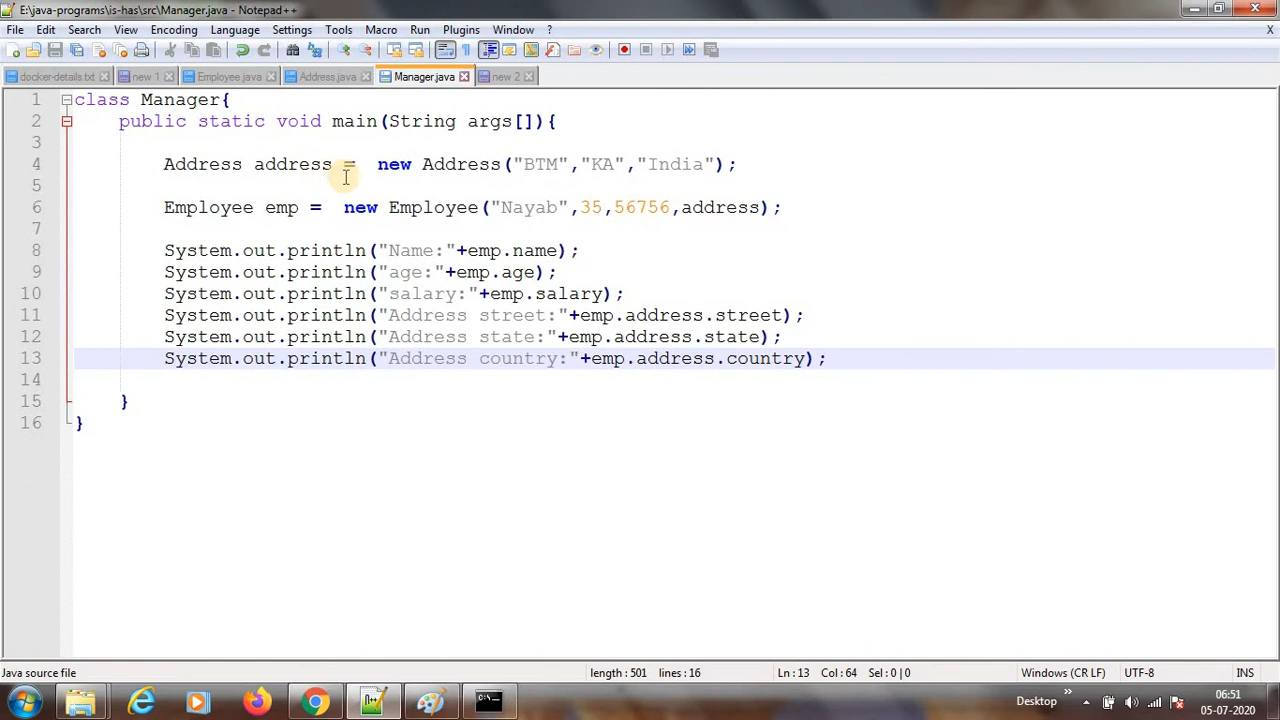 E:\java-programs\is-has\src\Manager.java - Notepad++
File Edit Search View Encoding Language Settings Tools Macro Run Plugins Window ? X
docker-details.txt new 1 Employee.java Address.java Manager.java new 2
1 class Manager{
2 public static void main(String args[]){
3
4 Address address = new Address("BTM","KA","India");
5
6 Employee emp = new Employee("Nayab",35,56756,address);
7
8 System.out.println("Name:"+emp.name);
9 System.out.println("age:"+emp.age);
10 System.out.println("salary:"+emp.salary);
11 System.out.println("Address street:"+emp.address.street);
12 System.out.println("Address state:"+emp.address.state);
13 System.out.println("Address country:"+emp.address.country);
14
15 }
16 }
Java source file length : 501 lines : 16 Ln : 13 Col : 64 Sel : 0 | 0 Windows (CR LF) UTF-8 INS
Desktop » 06:51
05-07-2020